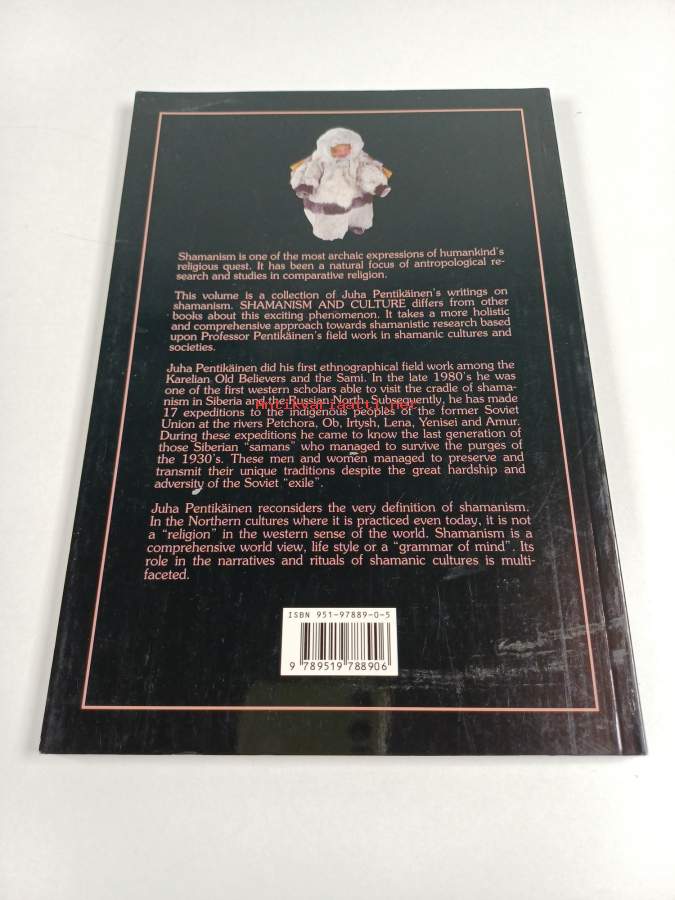 Shamanism is one of the most archaic expressions of humankind's
religious quest. It has been a natural focus of antropological re-
search and studies in comparative religion.
This volume is a collection of Juha Pentikäinen's writings on
shamanism. SHAMANISM AND CULTURE differs from other
books about this exciting phenomenon. It takes a more holistic
and comprehensive approach towards shamanistic research based
upon Professor Pentikäinen's field work in shamanic cultures and
societies.
Juha Pentikäinen did his first ethnographical field work among the
Karelian Old Believers and the Sami. In the late 1980's he was
one of the first western scholars able to visit the cradle of shama-
nism in Siberia and the Russian North. Subsequently, he has made
Antikvariaatti.net
17 expeditions to the indigenous peoples of the former Soviet
Union at the rivers Petchora, Ob, Irtysh, Lena, Yenisei and Amur.
During these expeditions he came to know the last generation of
those Siberian "samans" who managed to survive the purges of
the 1930's. These men and women managed to preserve and
transmit their unique traditions despite the great hardship and
adversity of the Soviet "exile".
Juha Pentikäinen reconsiders the very definition of shamanism.
In the Northern cultures where it is practiced even today, it is not
a "religion" in the western sense of the world. Shamanism is a
comprehensive world view, life style or a "grammar of mind". Its
role in the narratives and rituals of shamanic cultures is multi-
faceted.
ISBN 951-97889-0-5
9 789519 788906